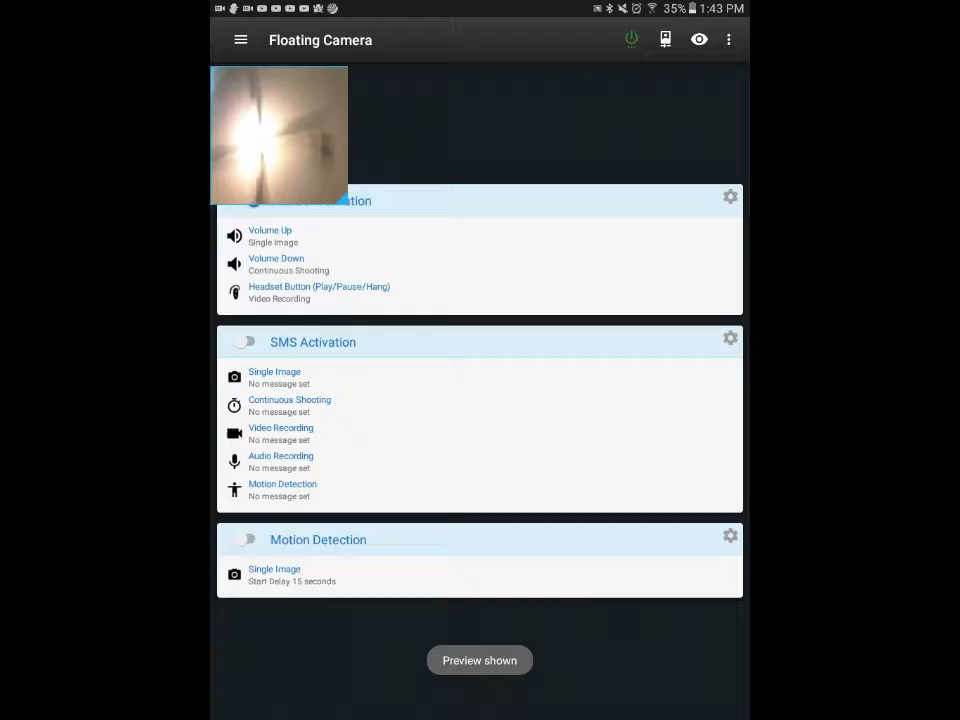 35% 1:43 PM
Floating Camera
Volume Up
Single Image
Volume Down
Continuous Shooting
Headset Button (Play/Pause/Hang)
Video Recording
SMS Activation
Single Image
No message set
Continuous Shooting
No message set
Video Recording
No message set
Audio Recording
No message set
Motion Detection
No message set
Motion Detection
Single Image
Start Delay 15 seconds
Preview shown